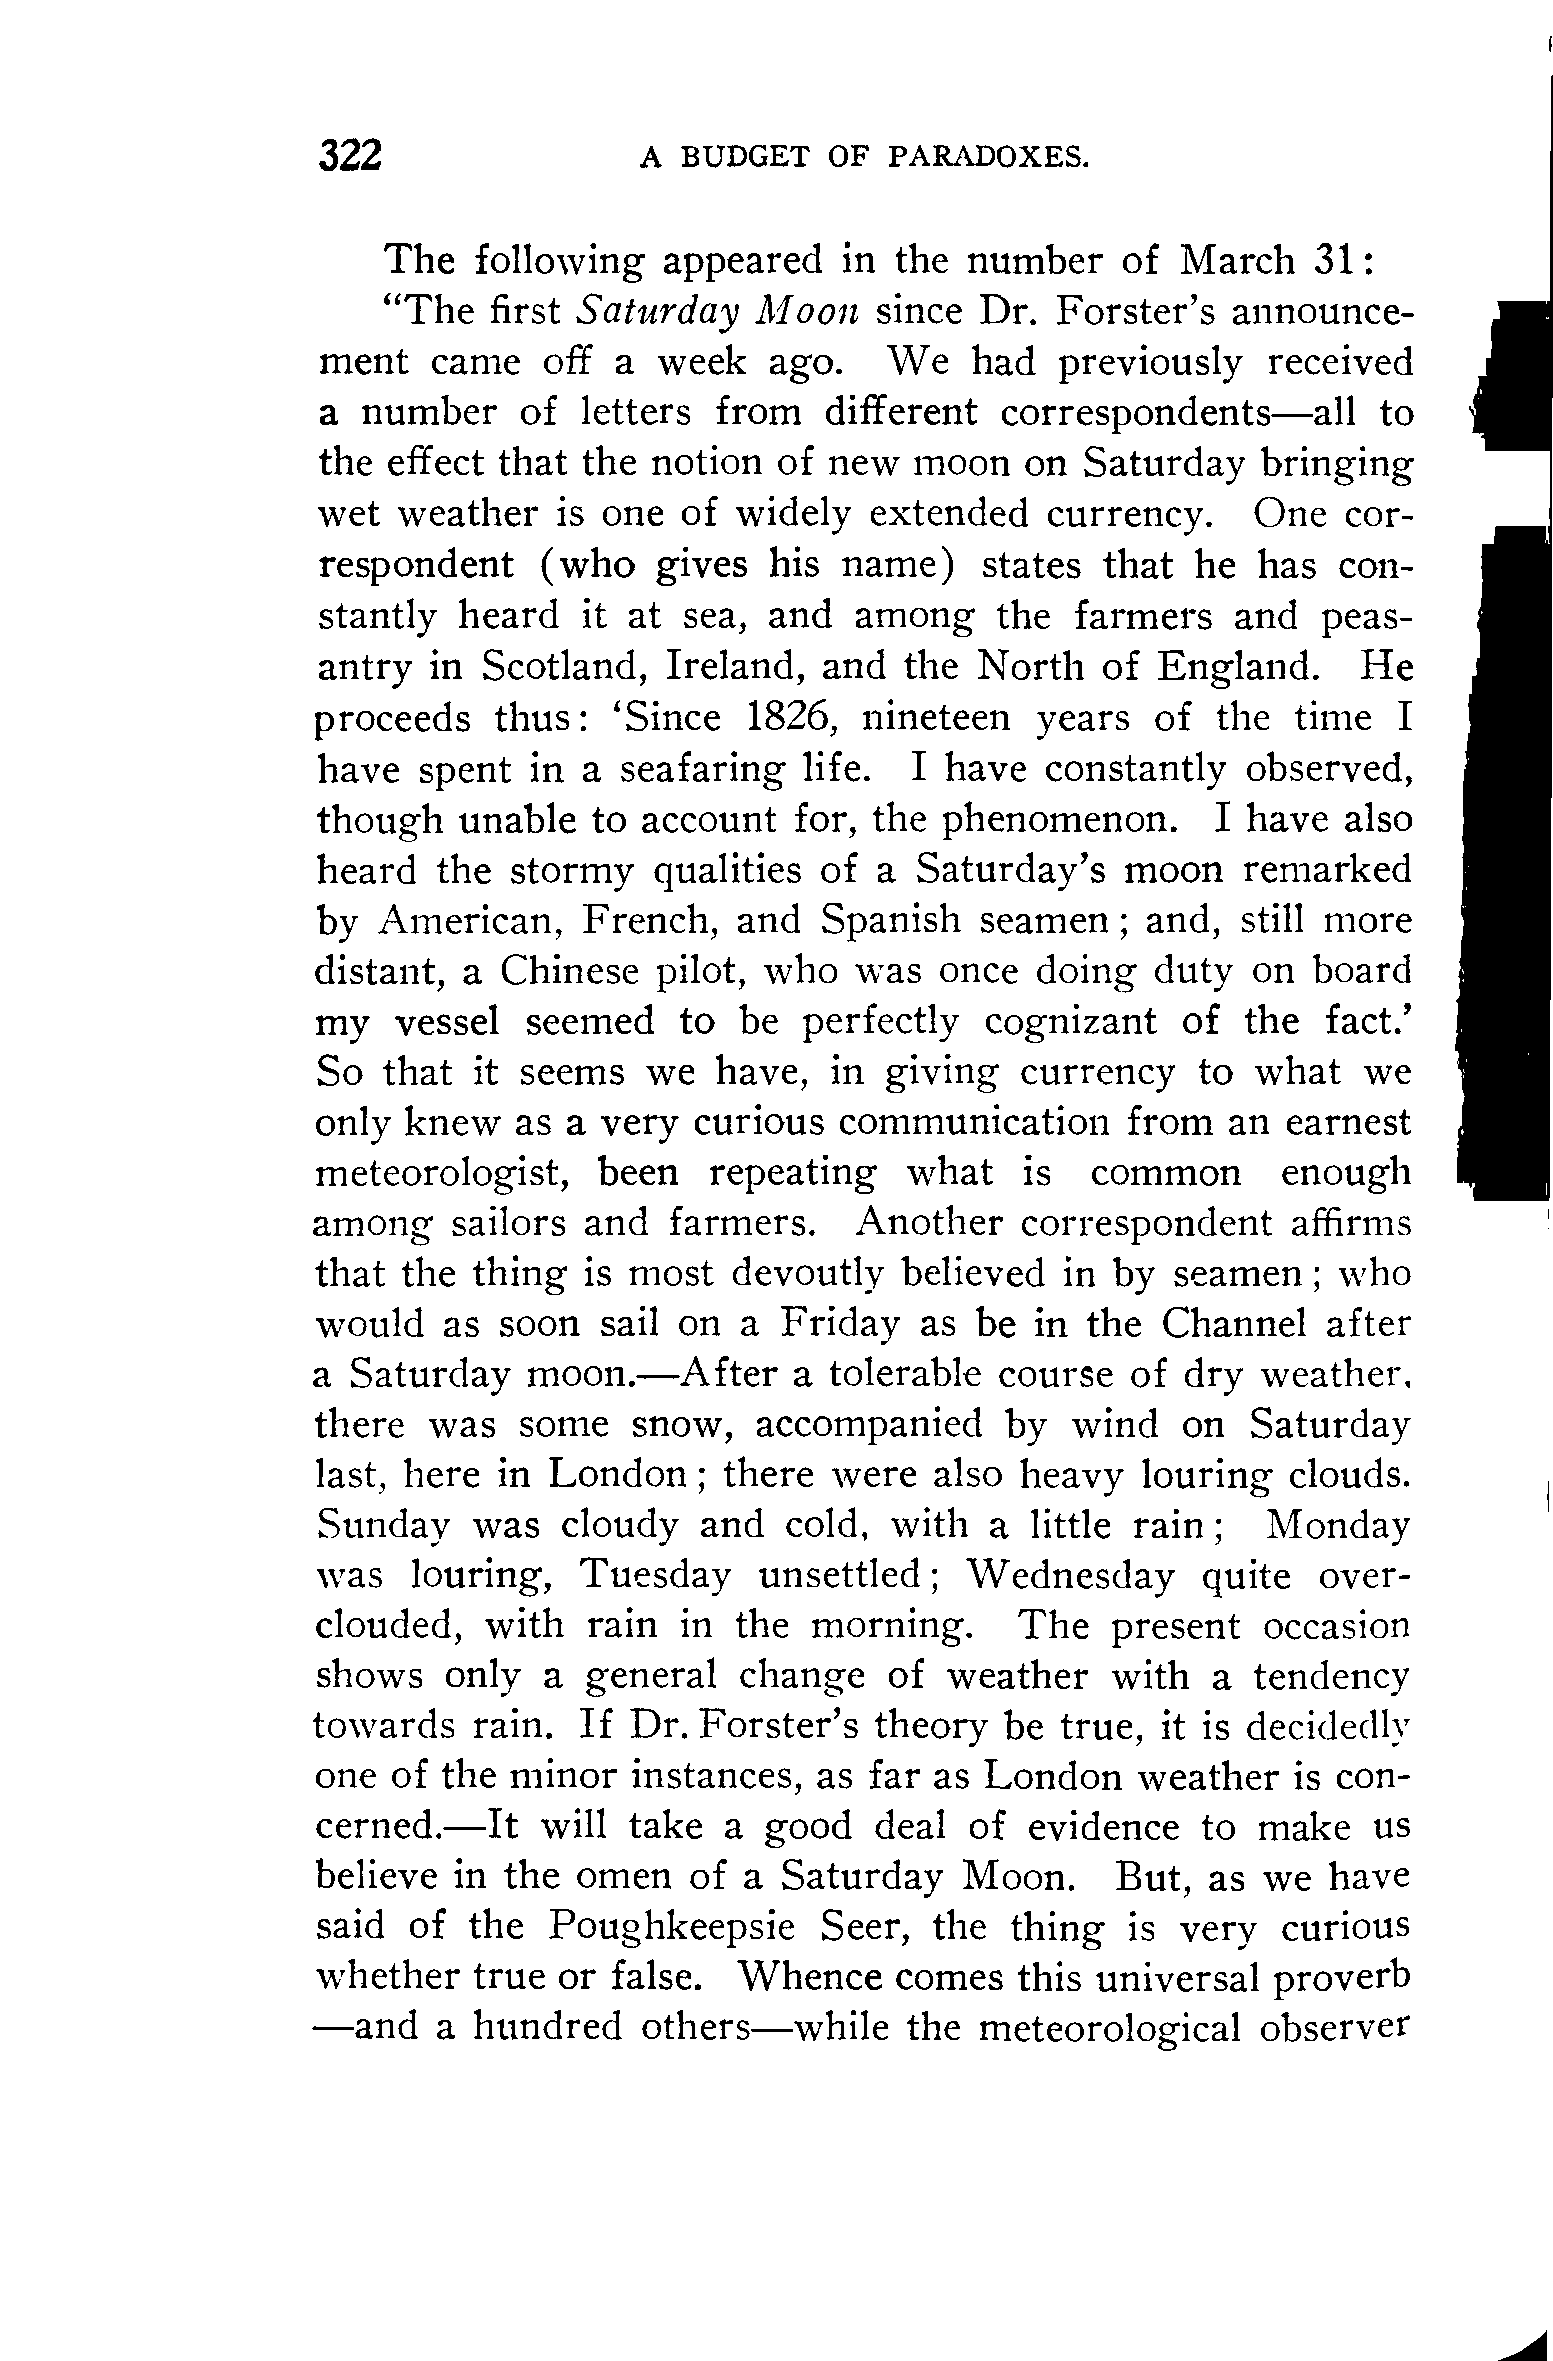 322 A BUDGET OF PARADOXES.
The following appeared in the number of March 31:
“The first Saturday Moon since Dr. Forster’s announce-
ment came off a week ago. We had previously received
a number of letters from different correspondents—all to
the effect that the notion of new moon on Saturday bringing
wet weather is one of widely extended currency. One cor-
respondent (who gives his name) states that he has con-
stantly heard it at sea, and among the farmers and peas-
antry in Scotland, Ireland, and the North of England. He
proceeds thus: ‘Since 1826, nineteen years of the time I
have spent in a seafaring life. I have constantly observed,
though unable to account for, the phenomenon. I have also
heard the stormy qualities of a Saturday’s moon remarked
by American, French, and Spanish seamen; and, still more
distant, a Chinese pilot, who was once doing duty on board
my vessel seemed to be perfectly cognizant of the fact.’
So that it seems we have, in giving currency to what we
only knew as a very curious communication from an earnest
meteorologist, been repeating what is common enough
among sailors and farmers. Another correspondent affirms
that the thing is most devoutly believed in by seamen; who
would as soon sail on a Friday as be in the Channel after
a Saturday moon.—After a tolerable course of dry weather,
there was some snow, accompanied by wind on Saturday
last, here in London; there were also heavy louring clouds.
Sunday was cloudy and cold, with a little rain; Monday
was louring, Tuesday unsettled; Wednesday quite over-
clouded, with rain in the morning. The present occasion
shows only a general change of weather with a tendency
towards rain. If Dr. Forster’s theory be true, it is decidedly
one of the minor instances, as far as London weather is con-
cerned.—It will take a good deal of evidence to make us
believe in the omen of a Saturday Moon. But, as we have
said of the Poughkeepsie Seer, the thing is very curious
whether true or false. Whence comes this universal proverb
—and a hundred others—while the meteorological observer